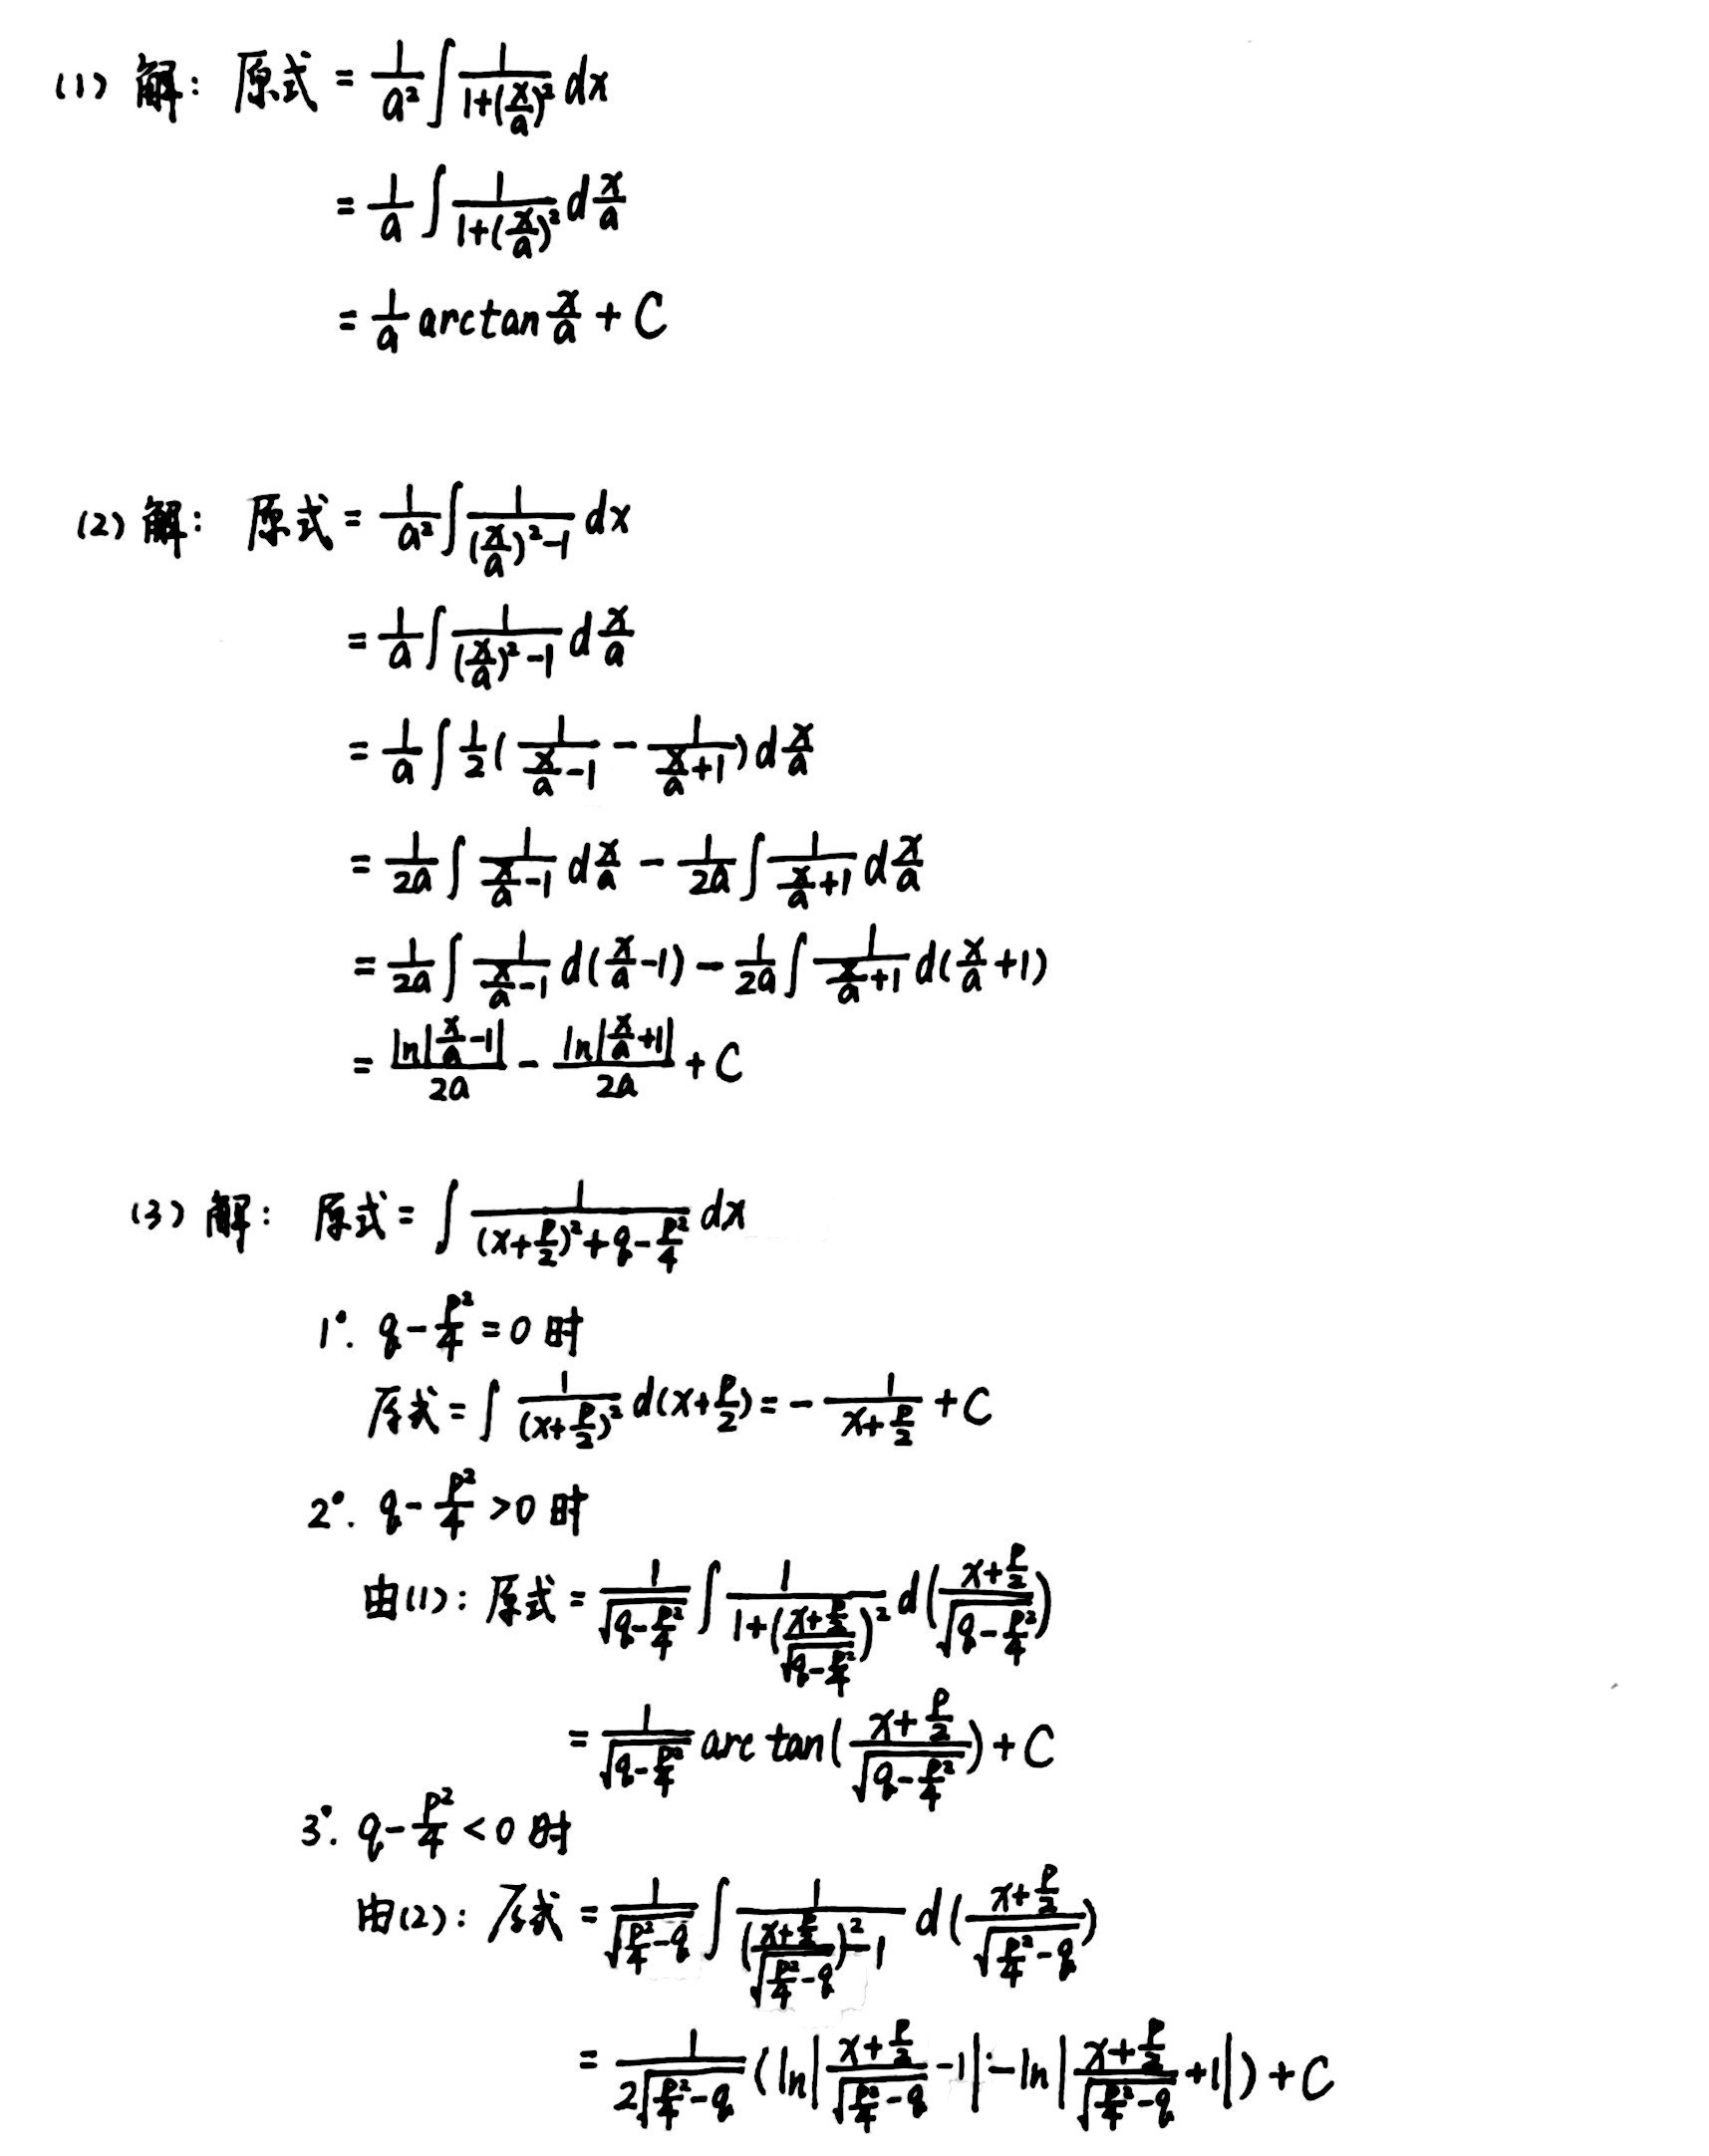 (1) 解: 原式 = \frac{1}{a^2}\int\frac{1}{1+(\frac{x}{a})^2}dx
= \frac{1}{a}\int\frac{1}{1+(\frac{x}{a})^2}d\frac{x}{a}
= \frac{1}{a}arctan\frac{x}{a} + C
(2) 解: 原式 = \frac{1}{a^2}\int\frac{1}{(\frac{x}{a})^2-1}dx
= \frac{1}{a}\int\frac{1}{(\frac{x}{a})^2-1}d\frac{x}{a}
= \frac{1}{a}\int\frac{1}{2}(\frac{1}{\frac{x}{a}-1} - \frac{1}{\frac{x}{a}+1})d\frac{x}{a}
= \frac{1}{2a}\int\frac{1}{\frac{x}{a}-1}d\frac{x}{a} - \frac{1}{2a}\int\frac{1}{\frac{x}{a}+1}d\frac{x}{a}
= \frac{1}{2a}\int\frac{1}{\frac{x}{a}-1}d(\frac{x}{a}-1) - \frac{1}{2a}\int\frac{1}{\frac{x}{a}+1}d(\frac{x}{a}+1)
= \frac{ln|\frac{x}{a}-1|}{2a} - \frac{ln|\frac{x}{a}+1|}{2a} + C
(3) 解: 原式 = \int\frac{1}{(x+\frac{p}{2})^2+q-\frac{p^2}{4}}dx
1°. q-\frac{p^2}{4}=0 时
原式 = \int\frac{1}{(x+\frac{p}{2})^2}d(x+\frac{p}{2}) = -\frac{1}{x+\frac{p}{2}} + C
2°. q-\frac{p^2}{4}>0 时
由(1): 原式 = \frac{1}{\sqrt{q-\frac{p^2}{4}}}\int\frac{1}{1+(\frac{x+\frac{p}{2}}{\sqrt{q-\frac{p^2}{4}}})^2}d(\frac{x+\frac{p}{2}}{\sqrt{q-\frac{p^2}{4}}})
= \frac{1}{\sqrt{q-\frac{p^2}{4}}}arc tan(\frac{x+\frac{p}{2}}{\sqrt{q-\frac{p^2}{4}}}) + C
3°. q-\frac{p^2}{4}<0 时
由(2): 原式 = \frac{1}{\sqrt{\frac{p^2}{4}-q}}\int\frac{1}{(\frac{x+\frac{p}{2}}{\sqrt{\frac{p^2}{4}-q}})^2-1}d(\frac{x+\frac{p}{2}}{\sqrt{\frac{p^2}{4}-q}})
= \frac{1}{2\sqrt{\frac{p^2}{4}-q}}(ln|\frac{x+\frac{p}{2}}{\sqrt{\frac{p^2}{4}-q}}-1| - ln|\frac{x+\frac{p}{2}}{\sqrt{\frac{p^2}{4}-q}}+1|) + C